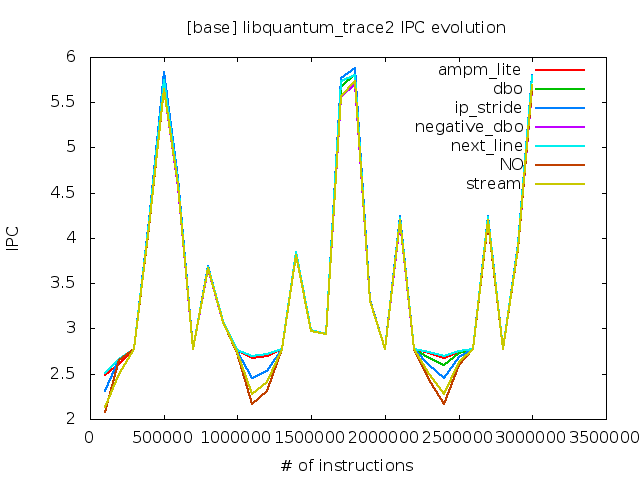 [base] libquantum_trace2 IPC evolution
6
5.5
5
4.5
4
3.5
3
2.5
2
IPC
ampm_lite
dbo
ip_stride
negative_dbo
next_line
NO
stream
0 500000 1000000 1500000 2000000 2500000 3000000 3500000
# of instructions